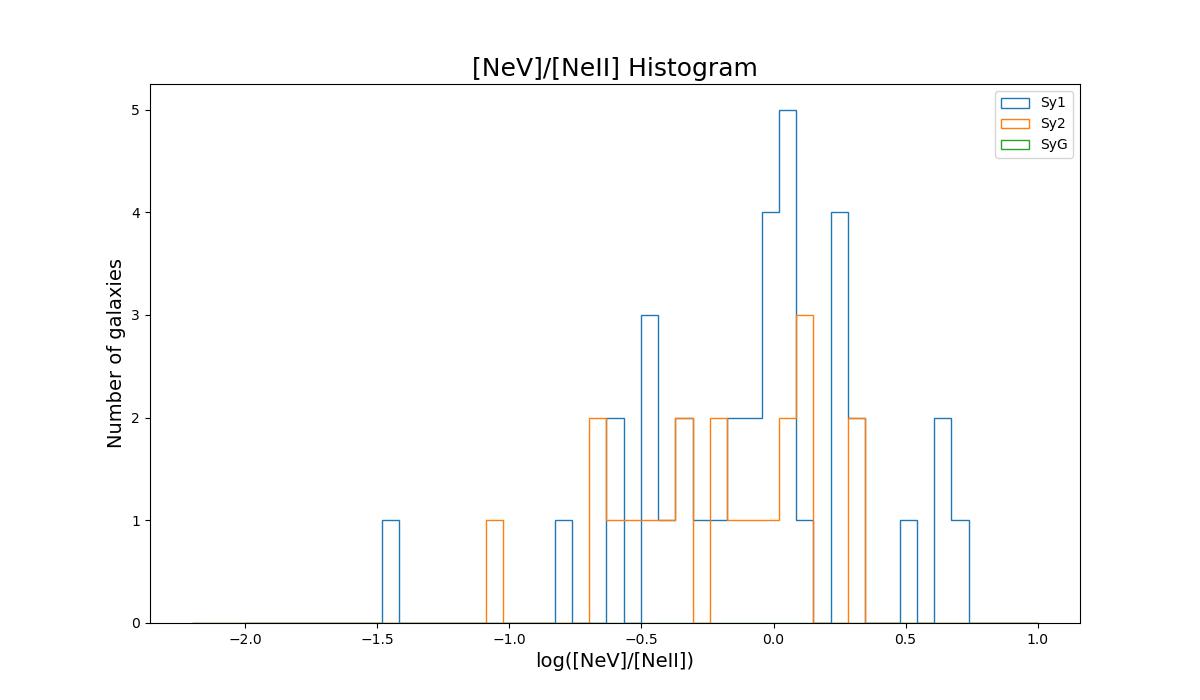 [NeV]/[NeII] Histogram
Sy1
Sy2
SyG
Number of galaxies
5
4
3
2
1
0
−2.0 −1.5 −1.0 −0.5 0.0 0.5 1.0
log([NeV]/[NeII])